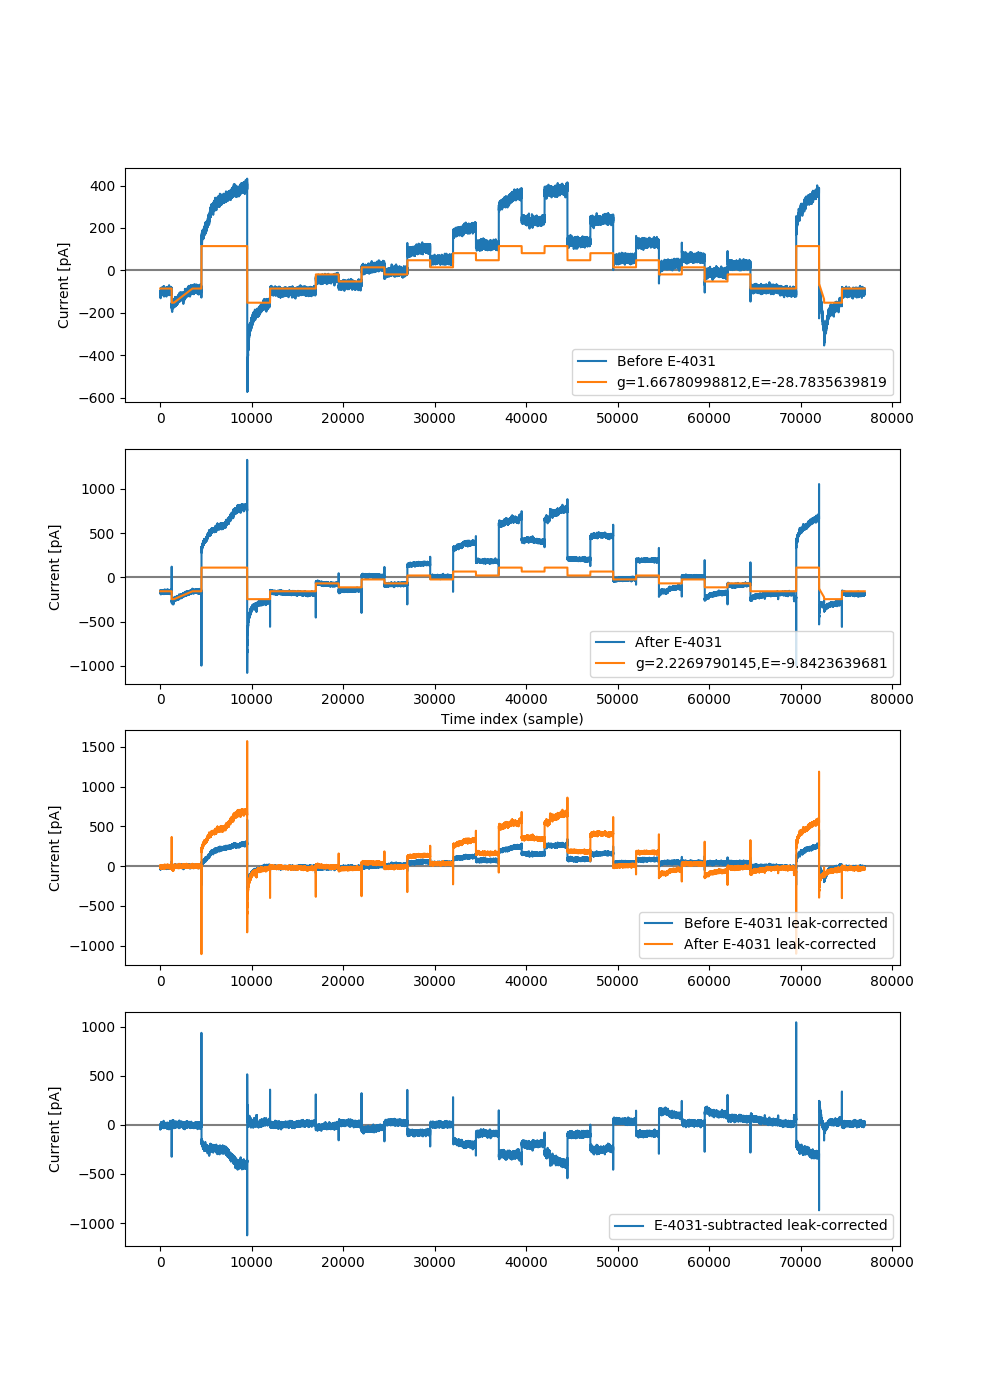 400
200
0
−200
−400
−600
Current [pA]
Before E-4031
g=1.66780998812,E=-28.7835639819
0 10000 20000 30000 40000 50000 60000 70000 80000
1000
500
0
−500
−1000
Current [pA]
After E-4031
g=2.2269790145,E=-9.8423639681
0 10000 20000 30000 40000 50000 60000 70000 80000
Time index (sample)
1500
1000
500
0
−500
−1000
Current [pA]
Before E-4031 leak-corrected
After E-4031 leak-corrected
0 10000 20000 30000 40000 50000 60000 70000 80000
1000
500
0
−500
−1000
Current [pA]
E-4031-subtracted leak-corrected
0 10000 20000 30000 40000 50000 60000 70000 80000